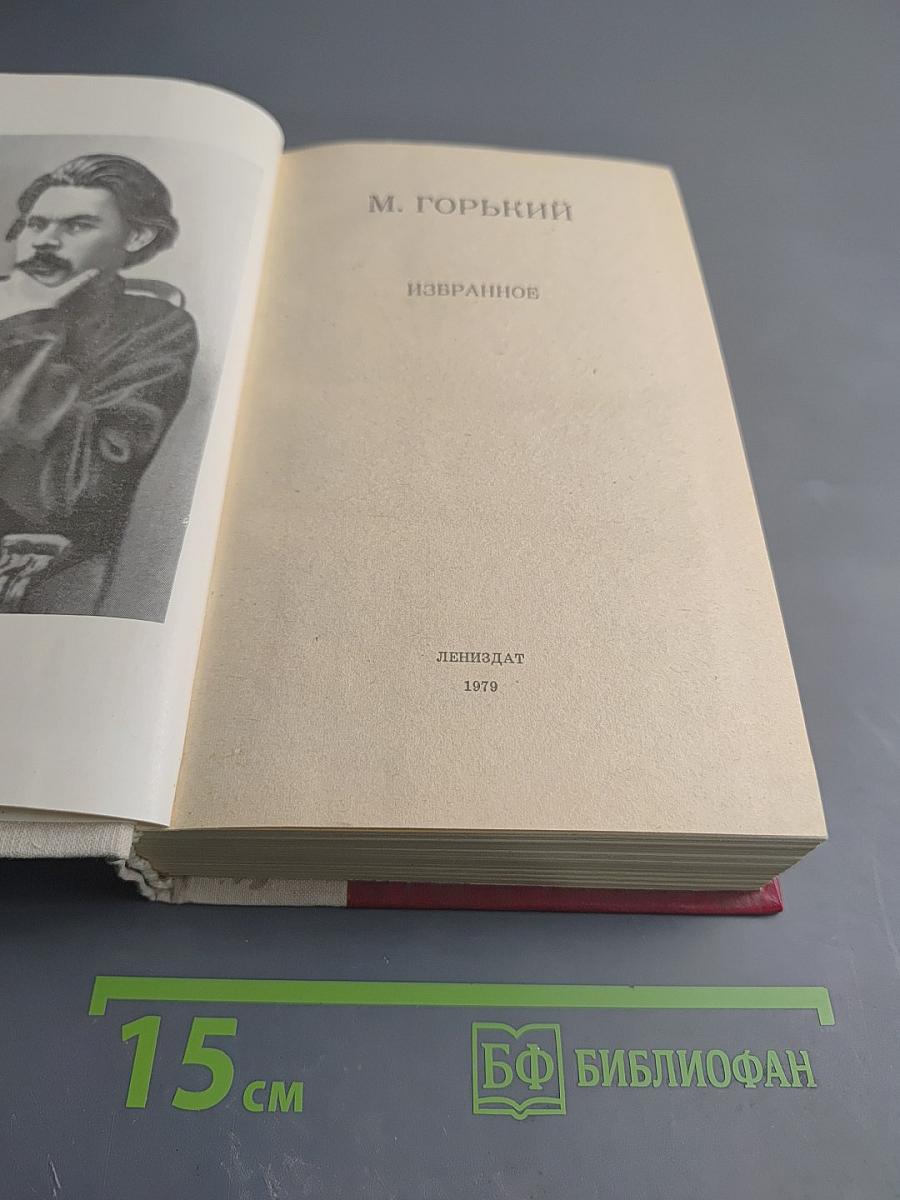 М. ГОРЬКИЙ
ИЗБРАННОЕ
ЛЕНИЗДАТ
1979
15 см
БФ БИБЛИОФАН